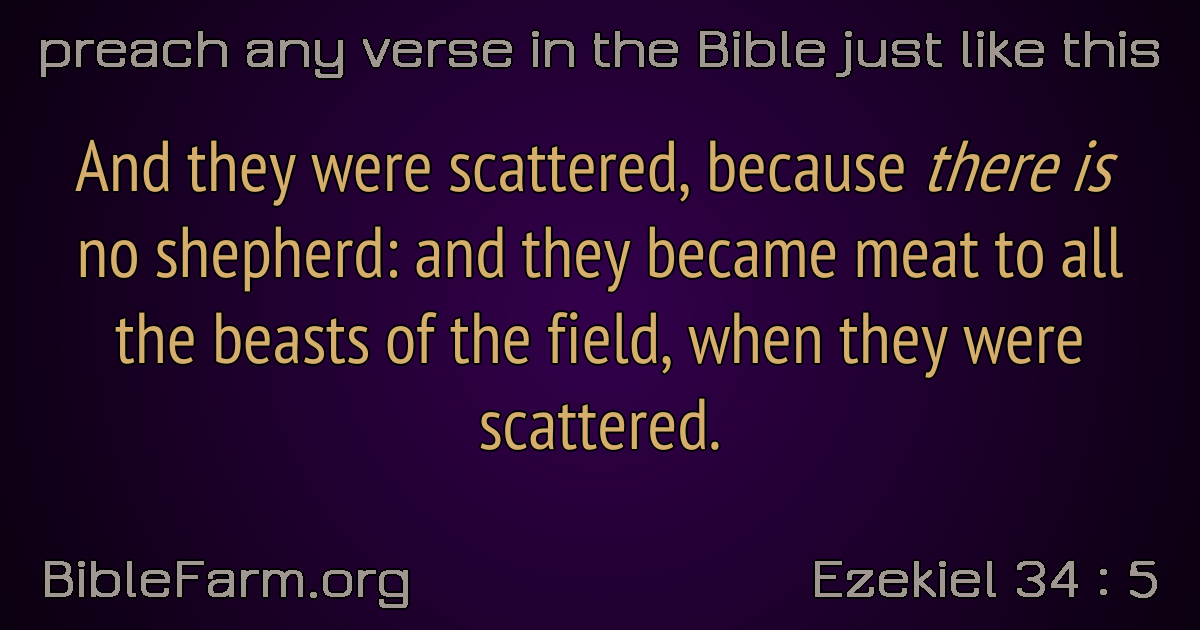 preach any verse in the Bible just like this
And they were scattered, because there is
no shepherd: and they became meat to all
the beasts of the field, when they were
scattered.
BibleFarm.org
Ezekiel 34 : 5